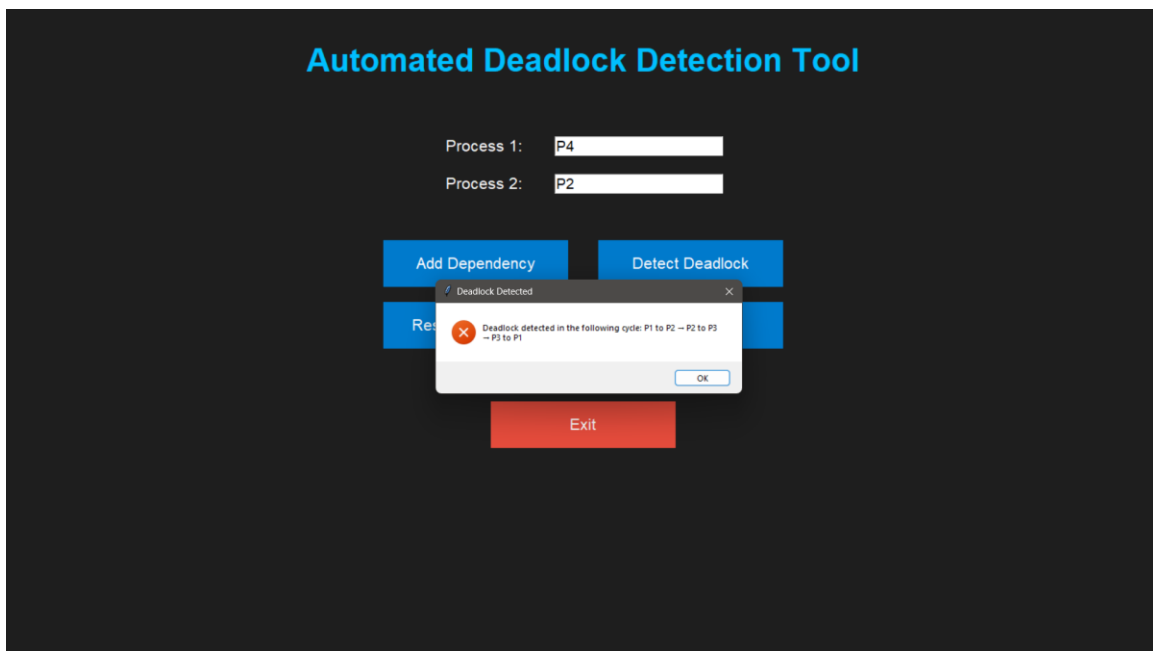 Automated Deadlock Detection Tool
Process 1: P4
Process 2: P2
Add Dependency Detect Deadlock
Deadlock Detected
Deadlock detected in the following cycle: P1 to P2 → P2 to P3
→ P3 to P1
OK
Exit